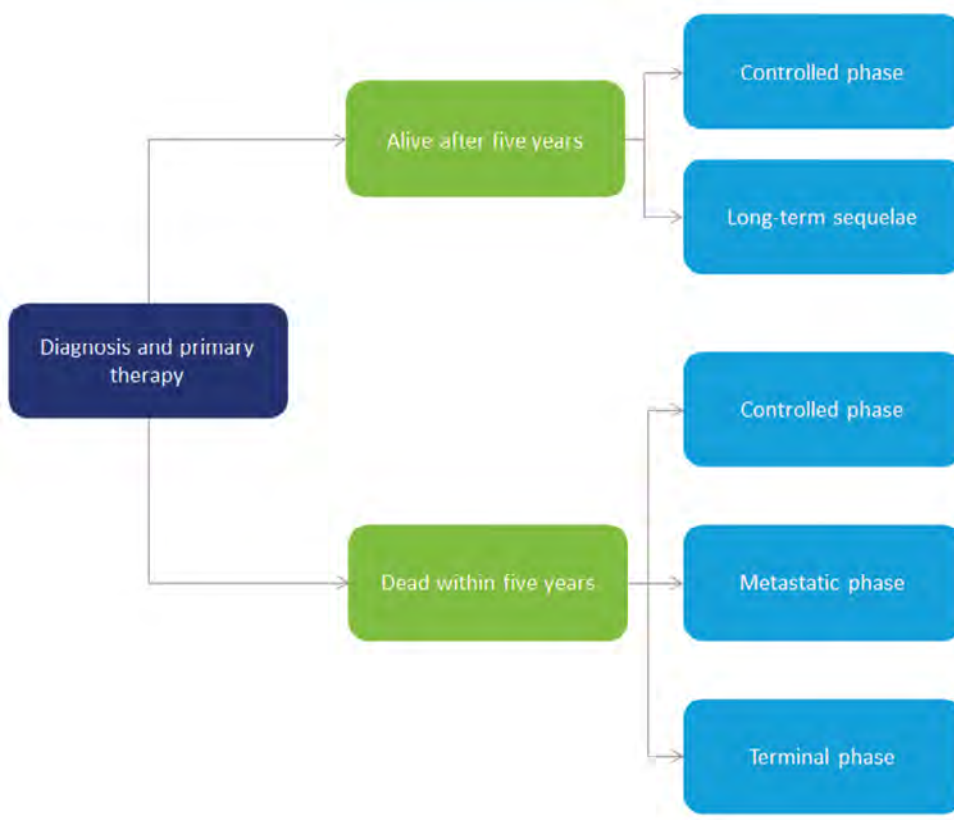 Controlled phase
Alive after five years
Long-term sequelae
Diagnosis and primary
therapy
Controlled phase
Dead within five years
Metastatic phase
Terminal phase